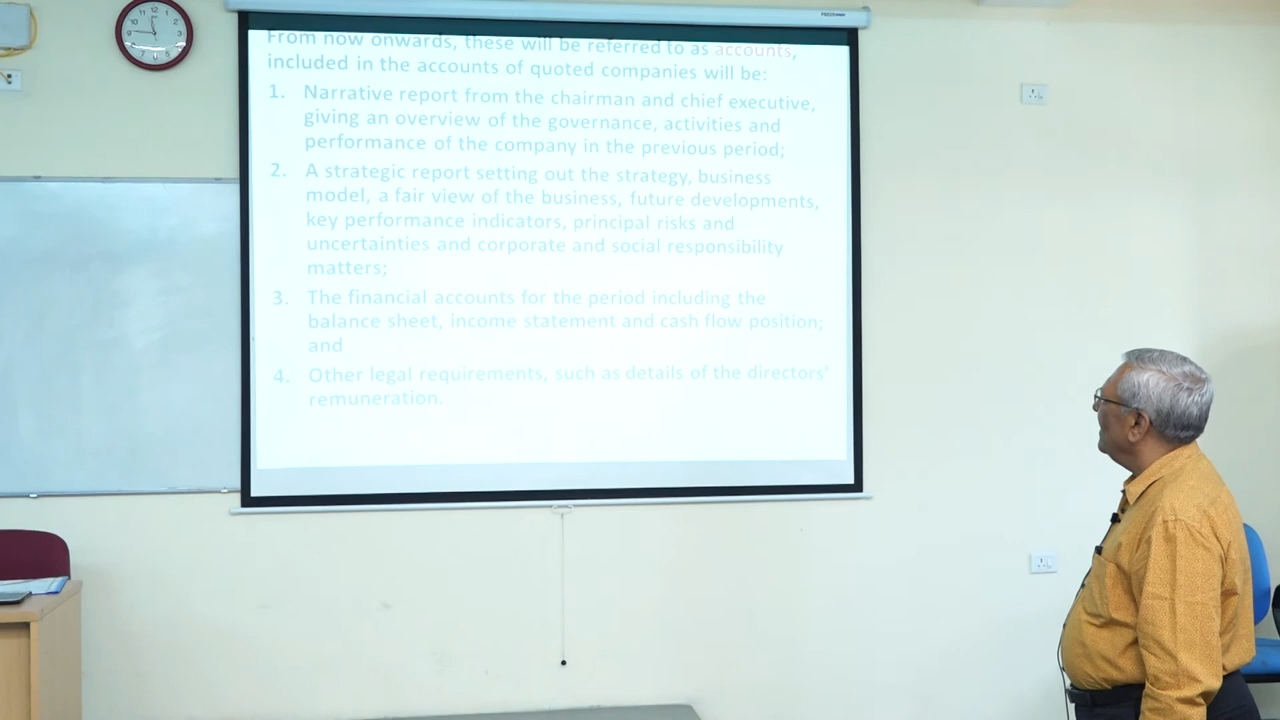 From now onwards, these will be referred to as accounts,
included in the accounts of quoted companies will be:
1. Narrative report from the chairman and chief executive,
giving an overview of the governance, activities and
performance of the company in the previous period;
2. A strategic report setting out the strategy, business
model, a fair view of the business, future developments,
key performance indicators, principal risks and
uncertainties and corporate and social responsibility
matters;
3. The financial accounts for the period including the
balance sheet, income statement and cash flow position;
and
4. Other legal requirements, such as details of the directors'
remuneration.